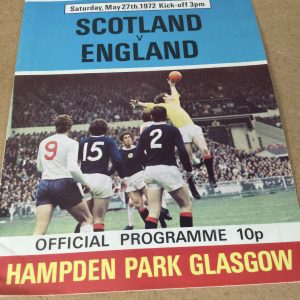 Saturday, May 27th.1972 Kick-off 3pm
SCOTLAND
v
ENGLAND
9
15
2
OFFICIAL PROGRAMME 10p
HAMPDEN PARK GLASGOW